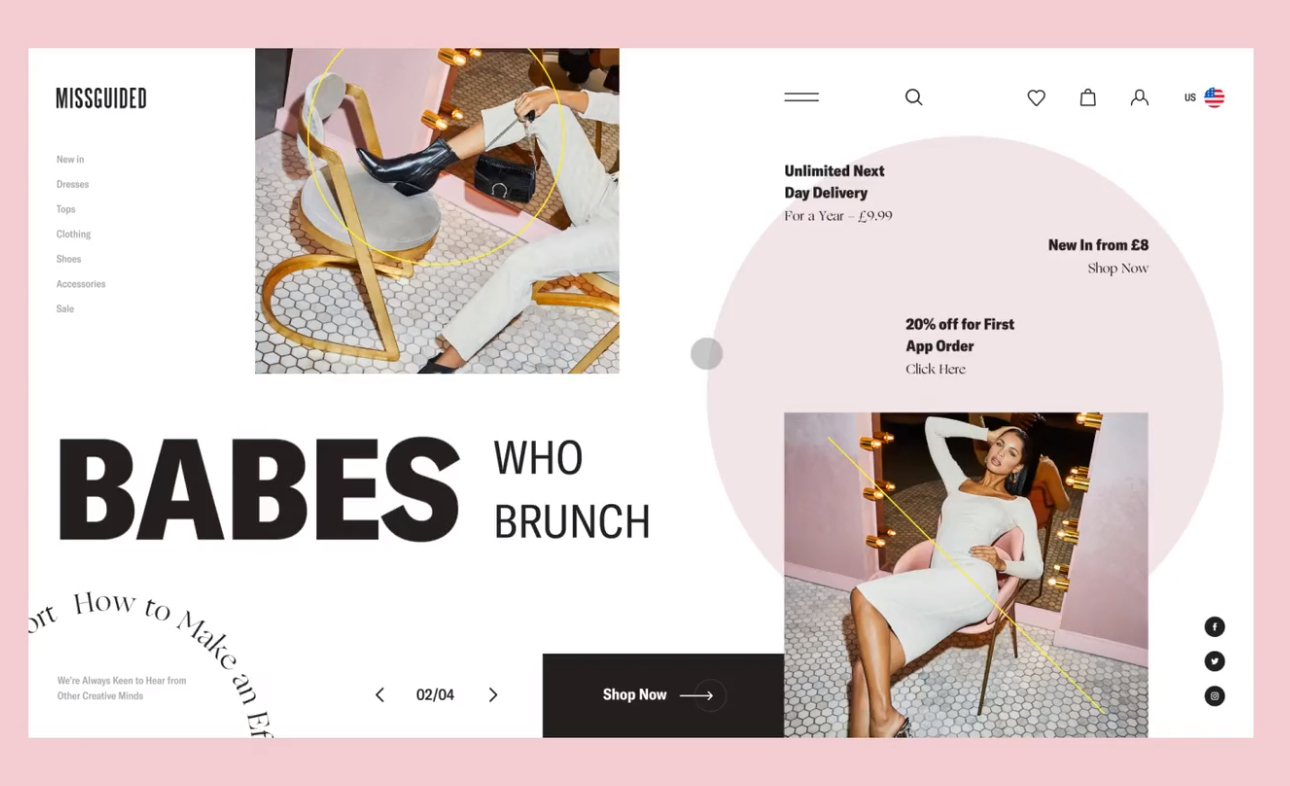 MISSGUIDED
US
New in
Dresses
Tops
Clothing
Shoes
Accessories
Sale
Unlimited Next
Day Delivery
For a Year – £9.99
New In from £8
Shop Now
20% off for First
App Order
Click Here
BABES
WHO
BRUNCH
ort How to Make an Ef
We're Always Keen to Hear from
Other Creative Minds
02/04
Shop Now